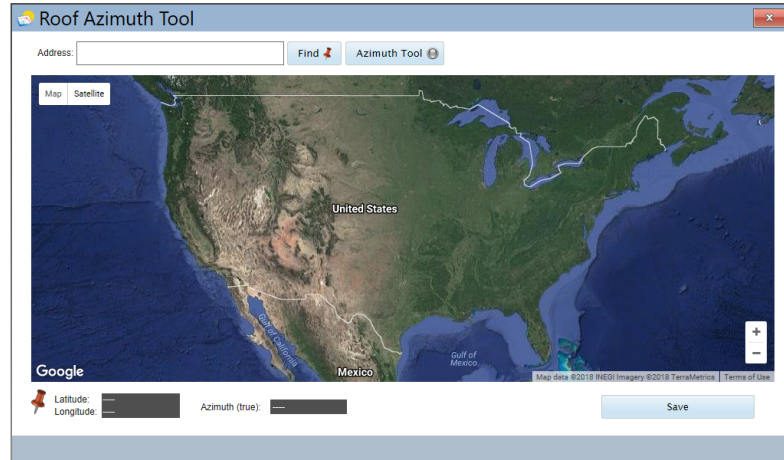 Roof Azimuth Tool
x
Address:
Find
Azimuth Tool
Map Satellite
United States
Gulf of California
Gulf of
Mexico
Mexico
+
−
Google
Map data ©2018 INEGI Imagery ©2018 TerraMetrics Terms of Use
Latitude: ----
Longitude: ----
Azimuth (true): ----
Save